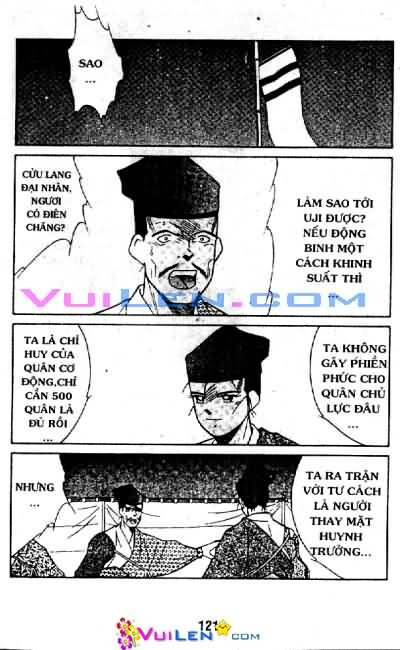 SAO
...
LÀM SAO TỚI
UJI ĐƯỢC?
NẾU ĐỘNG
BINH MỘT
CÁCH KHINH
SUẤT THÌ
...
CỬU LANG
ĐẠI NHÂN,
NGƯƠI
CÓ ĐIÊN
CHĂNG?
VuiLen.com
TA KHÔNG
GÂY PHIỀN
PHỨC CHO
QUÂN CHỦ
LỰC ĐÂU
...
TA LÀ CHỈ
HUY CỦA
QUÂN CƠ
ĐỘNG,CHỈ
CẦN 500
QUÂN LÀ
ĐỦ RỒI
...
TA RA TRẬN
VỚI TƯ CÁCH
LÀ NGƯỜI
THAY MẶT
HUYNH
TRƯỞNG...
NHƯNG
...
121
VuiLen.com